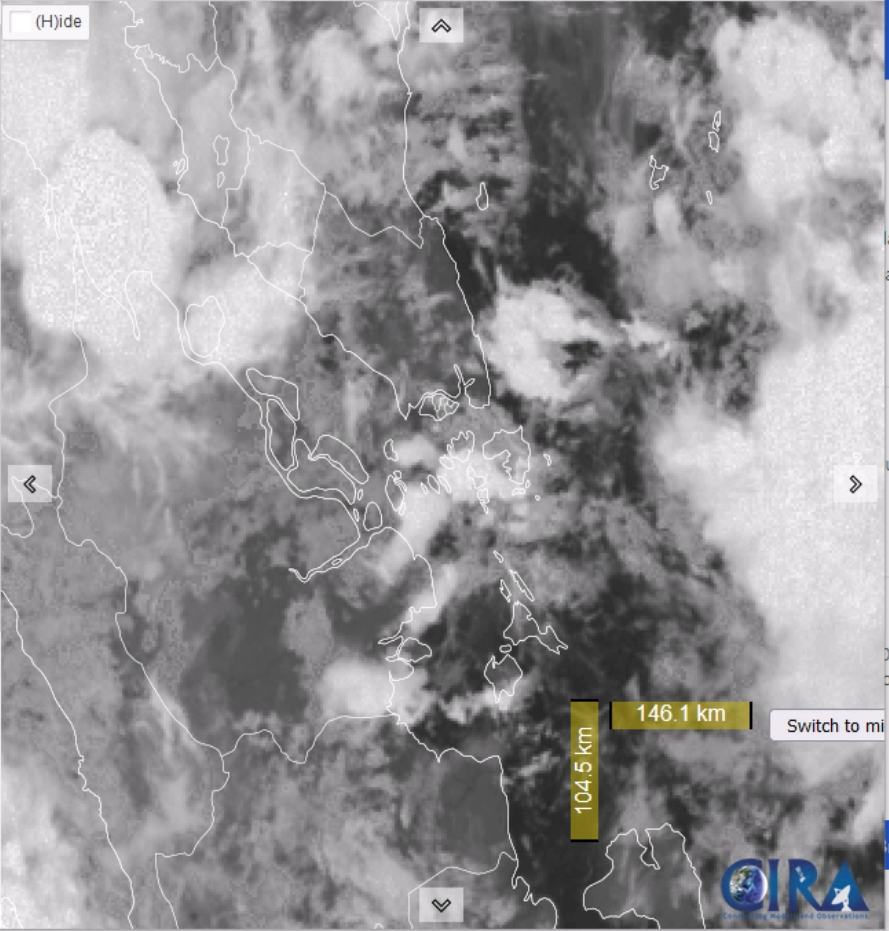 (H)ide
146.1 km
Switch to mi
104.5 km
CIRA